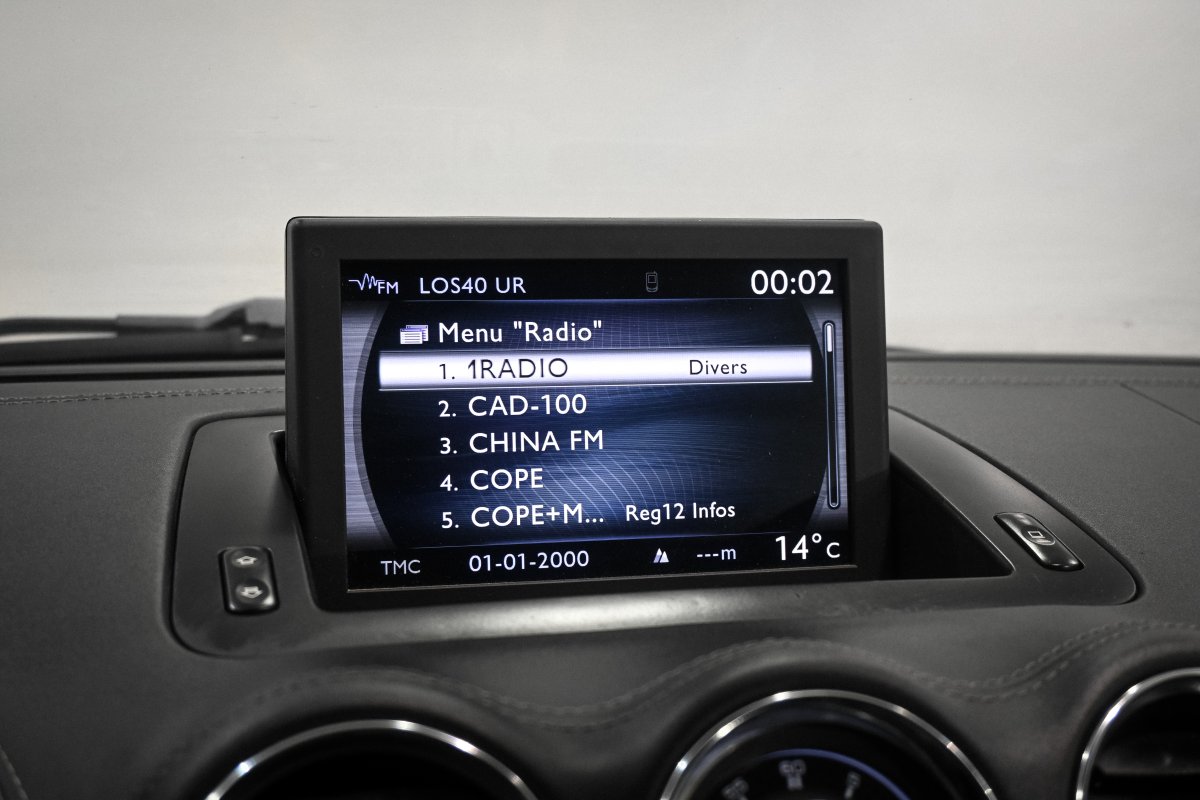 FM LOS40 UR 00:02
Menu "Radio"
1. 1RADIO Divers
2. CAD-100
3. CHINA FM
4. COPE
5. COPE+M... Reg12 Infos
TMC 01-01-2000 ---m 14°C